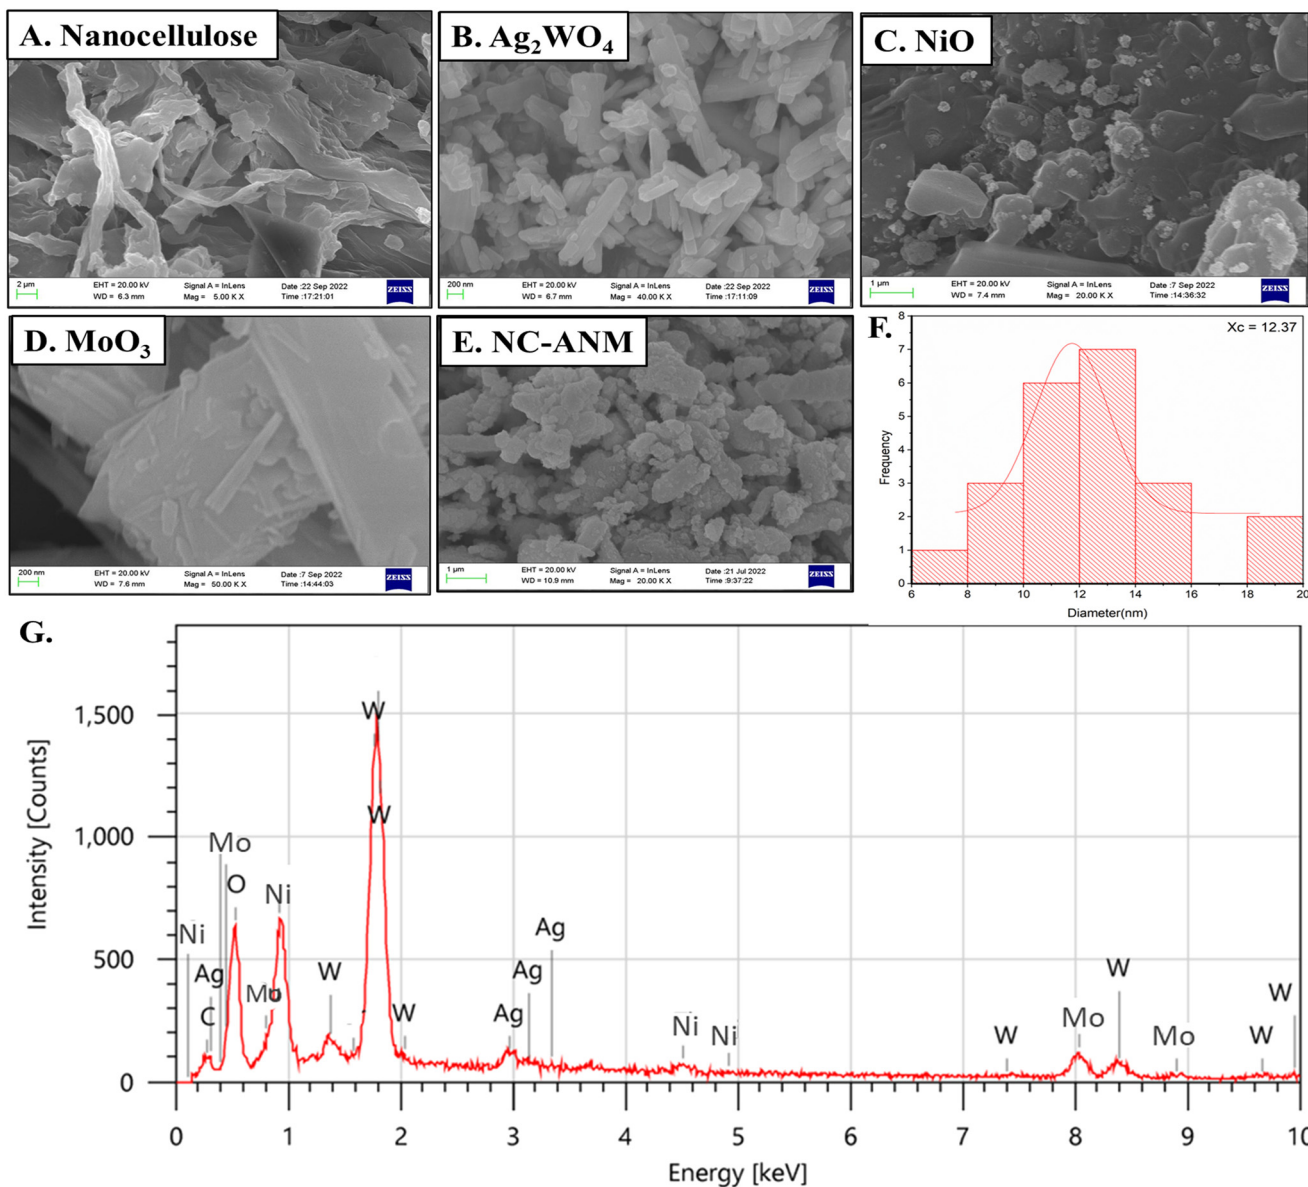 A. Nanocellulose
2 µm
EHT = 20.00 kV
WD = 6.3 mm
Signal A = InLens
Mag = 5.00 K X
Date :22 Sep 2022
Time :17:21:01
ZEISS
B. Ag₂WO₄
200 nm
EHT = 20.00 kV
WD = 6.7 mm
Signal A = InLens
Mag = 40.00 K X
Date :22 Sep 2022
Time :17:11:09
ZEISS
C. NiO
1 µm
EHT = 20.00 kV
WD = 7.4 mm
Signal A = InLens
Mag = 20.00 K X
Date :7 Sep 2022
Time :14:36:32
ZEISS
D. MoO₃
200 nm
EHT = 20.00 kV
WD = 7.6 mm
Signal A = InLens
Mag = 50.00 K X
Date :7 Sep 2022
Time :14:44:03
ZEISS
E. NC-ANM
1 µm
EHT = 20.00 kV
WD = 10.9 mm
Signal A = InLens
Mag = 20.00 K X
Date :21 Jul 2022
Time :9:37:22
ZEISS
F.
Xc = 12.37
8
7
6
5
4
3
2
1
0
Frequency
6 8 10 12 14 16 18 20
Diameter(nm)
G.
Intensity [Counts]
1,500
1,000
500
0
W
W
Mo
O
Ni
Ni
Ag
C
Mo
W
W
Ag
Ag
Ag
Ni
Ni
W
Mo
W
Mo
W
W
0 1 2 3 4 5 6 7 8 9 10
Energy [keV]